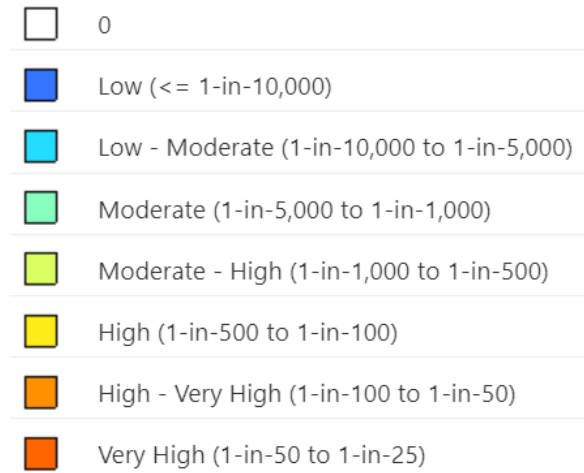 0
Low (<= 1-in-10,000)
Low - Moderate (1-in-10,000 to 1-in-5,000)
Moderate (1-in-5,000 to 1-in-1,000)
Moderate - High (1-in-1,000 to 1-in-500)
High (1-in-500 to 1-in-100)
High - Very High (1-in-100 to 1-in-50)
Very High (1-in-50 to 1-in-25)